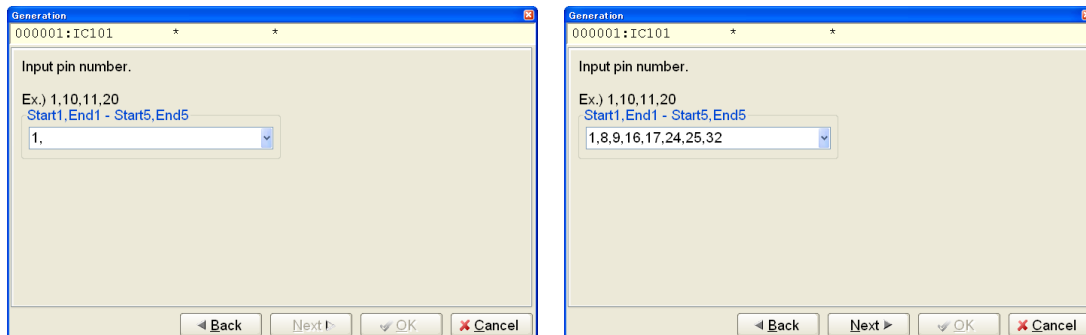 Generation
000001:IC101 * *
Input pin number.
Ex.) 1,10,11,20
Start1,End1 - Start5,End5
1,
Back Next OK Cancel
Generation
000001:IC101 * *
Input pin number.
Ex.) 1,10,11,20
Start1,End1 - Start5,End5
1,8,9,16,17,24,25,32
Back Next OK Cancel